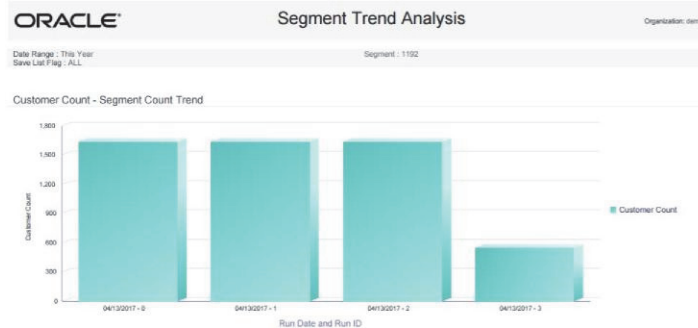 ORACLE®
Segment Trend Analysis
Organization: dem
Date Range : This Year
Segment : 1192
Save List Flag : ALL
Customer Count - Segment Count Trend
1,800
1,500
1,200
900
600
300
0
Customer Count
04/13/2017 - 0
04/13/2017 - 1
04/13/2017 - 2
04/13/2017 - 3
Run Date and Run ID
Customer Count